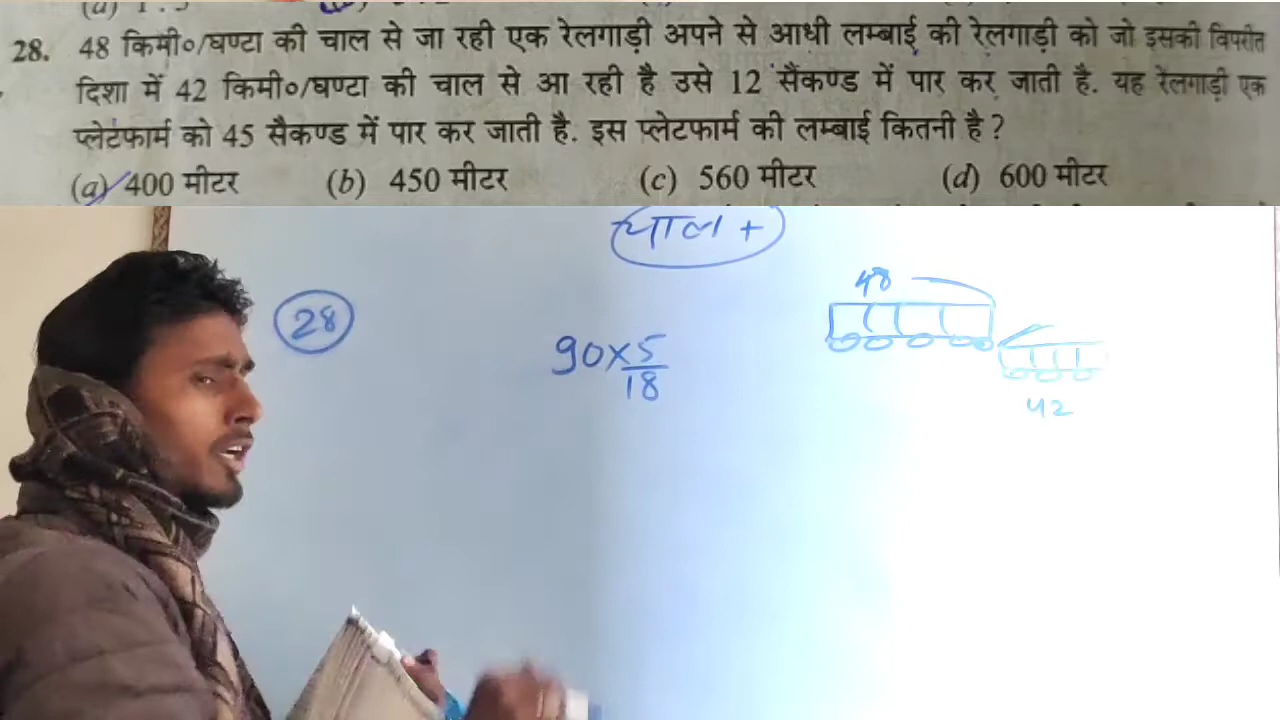 28. 48 किमी०/घण्टा की चाल से जा रही एक रेलगाड़ी अपने से आधी लम्बाई की रेलगाड़ी को जो इसकी विपरीत
दिशा में 42 किमी०/घण्टा की चाल से आ रही है उसे 12 सैकण्ड में पार कर जाती है. यह रेलगाड़ी एक
प्लेटफार्म को 45 सैकण्ड में पार कर जाती है. इस प्लेटफार्म की लम्बाई कितनी है ?
(a) 400 मीटर (b) 450 मीटर (c) 560 मीटर (d) 600 मीटर
चाल +
28
48
90×5/18
42